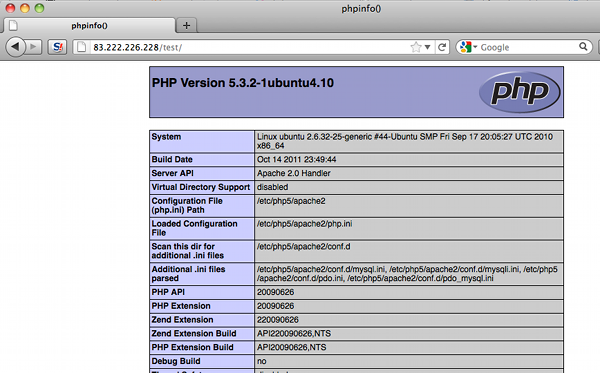 phpinfo()
phpinfo()
83.222.226.228/test/
Google
PHP Version 5.3.2-1ubuntu4.10
php
System Linux ubuntu 2.6.32-25-generic #44-Ubuntu SMP Fri Sep 17 20:05:27 UTC 2010
x86_64
Build Date Oct 14 2011 23:49:44
Server API Apache 2.0 Handler
Virtual Directory Support disabled
Configuration File /etc/php5/apache2
(php.ini) Path
Loaded Configuration /etc/php5/apache2/php.ini
File
Scan this dir for /etc/php5/apache2/conf.d
additional .ini files
Additional .ini files /etc/php5/apache2/conf.d/mysql.ini, /etc/php5/apache2/conf.d/mysqli.ini, /etc/php5
parsed /apache2/conf.d/pdo.ini, /etc/php5/apache2/conf.d/pdo_mysql.ini
PHP API 20090626
PHP Extension 20090626
Zend Extension 220090626
Zend Extension Build API220090626,NTS
PHP Extension Build API20090626,NTS
Debug Build no